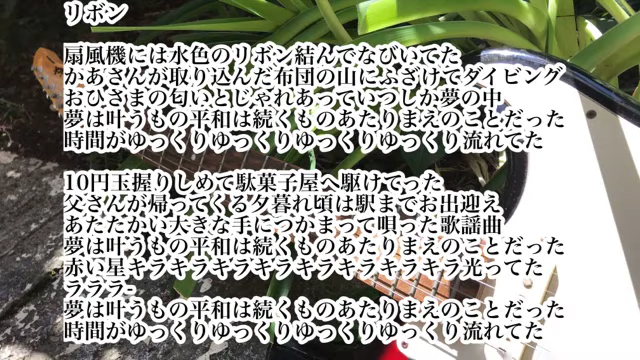 リボン
扇風機には水色のリボン結んでなびいてた
かあさんが取り込んだ布団の山にふざけてダイビング
おひさまの匂いとじゃれあっていつしか夢の中
夢は叶うもの平和は続くものあたりまえのことだった
時間がゆっくりゆっくりゆっくりゆっくり流れてた
10円玉握りしめて駄菓子屋へ駆けてった
父さんが帰ってくる夕暮れ頃は駅までお出迎え
あたたかい大きな手につかまって唄った歌謡曲
夢は叶うもの平和は続くものあたりまえのことだった
赤い星キラキラキラキラキラキラキラキラ光ってた
ラララ-
夢は叶うもの平和は続くものあたりまえのことだった
時間がゆっくりゆっくりゆっくりゆっくり流れてた